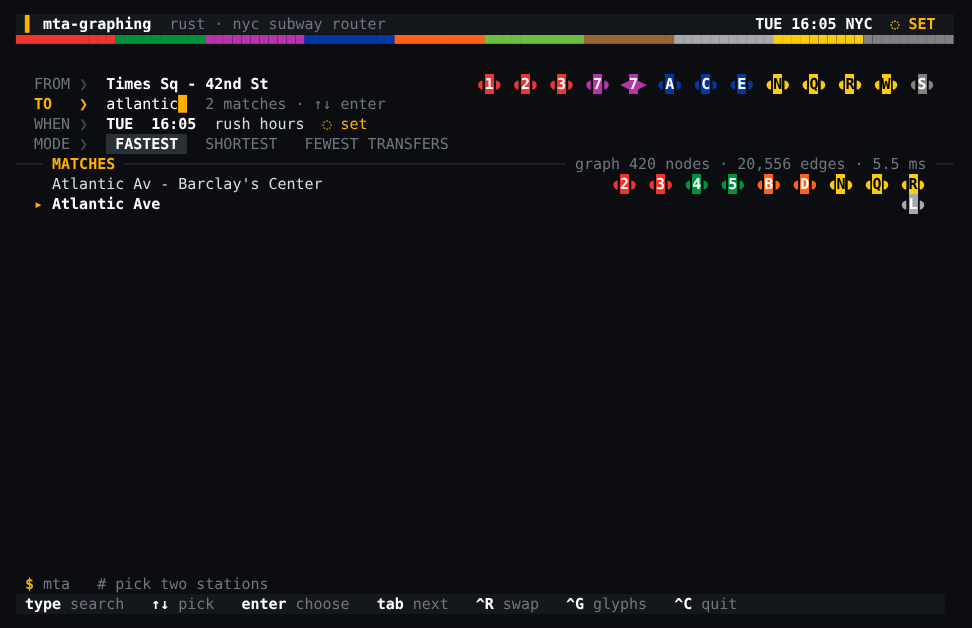 mta-graphing rust · nyc subway router TUE 16:05 NYC ◌ SET
FROM ❯ Times Sq - 42nd St 1 2 3 7 7 A C E N Q R W S
TO ❯ atlantic 2 matches · ↑↓ enter
WHEN ❯ TUE 16:05 rush hours ◌ set
MODE ❯ FASTEST SHORTEST FEWEST TRANSFERS
MATCHES graph 420 nodes · 20,556 edges · 5.5 ms
Atlantic Av - Barclay's Center 2 3 4 5 B D N Q R
▸ Atlantic Ave L
$ mta # pick two stations
type search ↑↓ pick enter choose tab next ^R swap ^G glyphs ^C quit